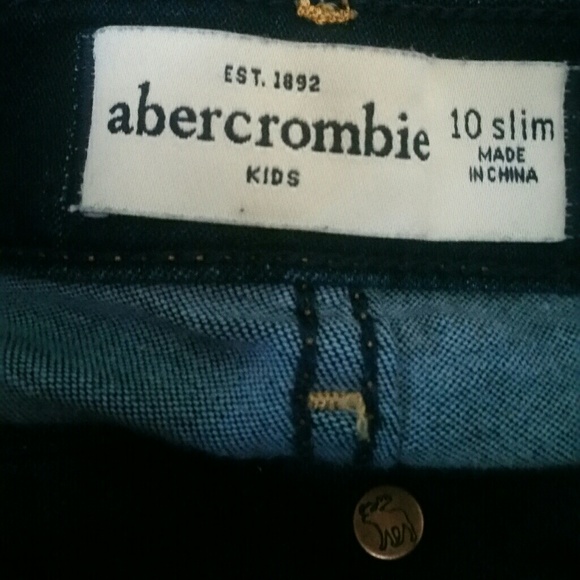 EST. 1892
abercrombie
KIDS
10 slim
MADE
IN CHINA